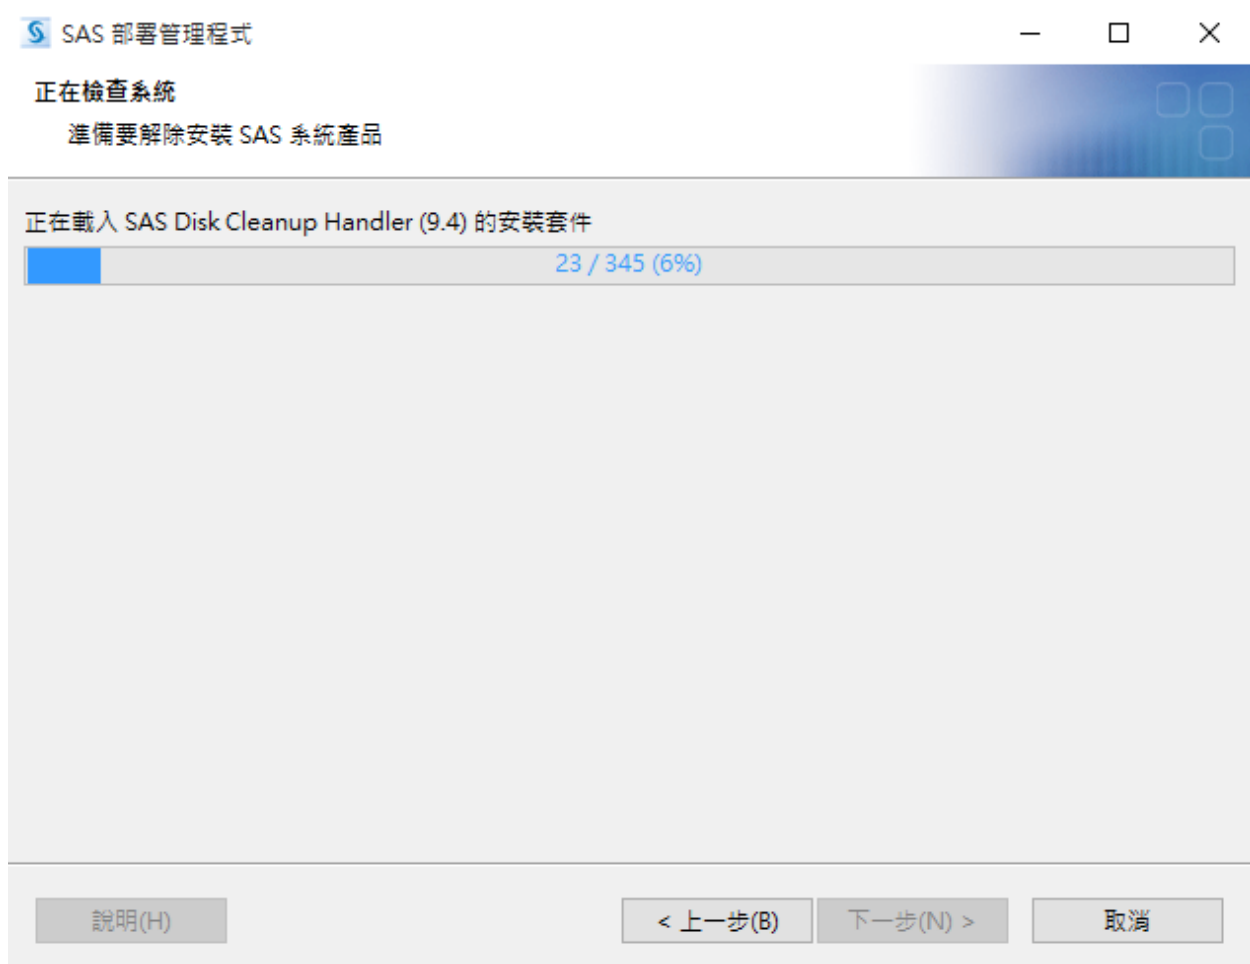 SAS 部署管理程式
正在檢查系統
準備要解除安裝 SAS 系統產品
正在載入 SAS Disk Cleanup Handler (9.4) 的安裝套件
23 / 345 (6%)
說明(H)
< 上一步(B)
下一步(N) >
取消